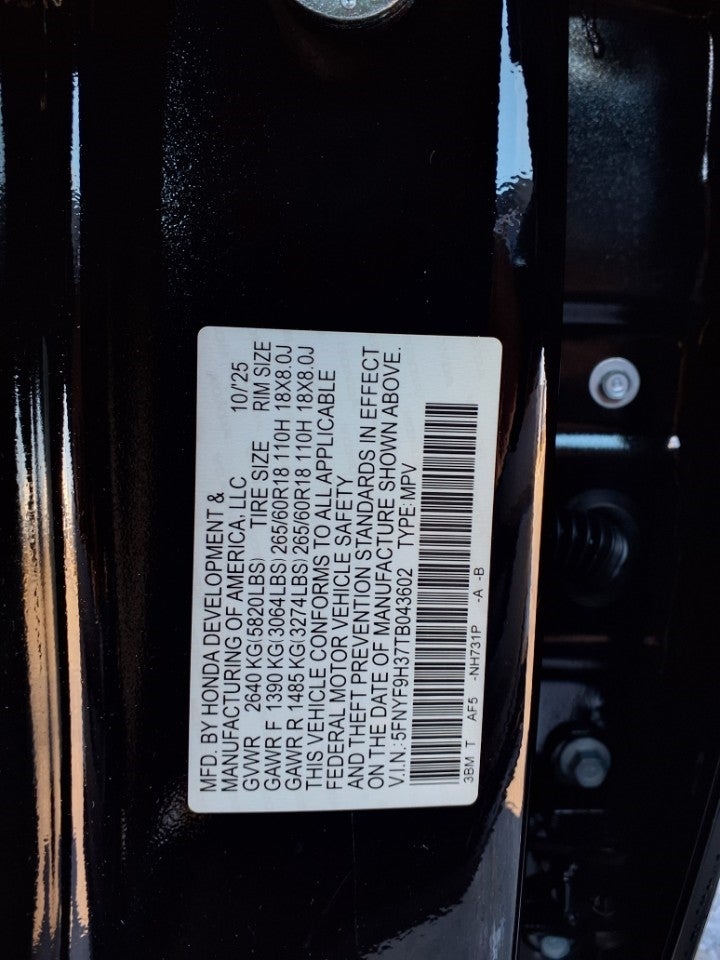 MFD. BY HONDA DEVELOPMENT &
MANUFACTURING OF AMERICA, LLC 10/'25
GVWR 2640 KG(5820LBS) TIRE SIZE RIM SIZE
GAWR F 1390 KG(3064LBS) 265/60R18 110H 18X8.0J
GAWR R 1485 KG(3274LBS) 265/60R18 110H 18X8.0J
THIS VEHICLE CONFORMS TO ALL APPLICABLE
FEDERAL MOTOR VEHICLE SAFETY
AND THEFT PREVENTION STANDARDS IN EFFECT
ON THE DATE OF MANUFACTURE SHOWN ABOVE.
V.I.N.: 5FNYF9H37TB043602 TYPE: MPV
3BM T AF5 -NH731P -A -B